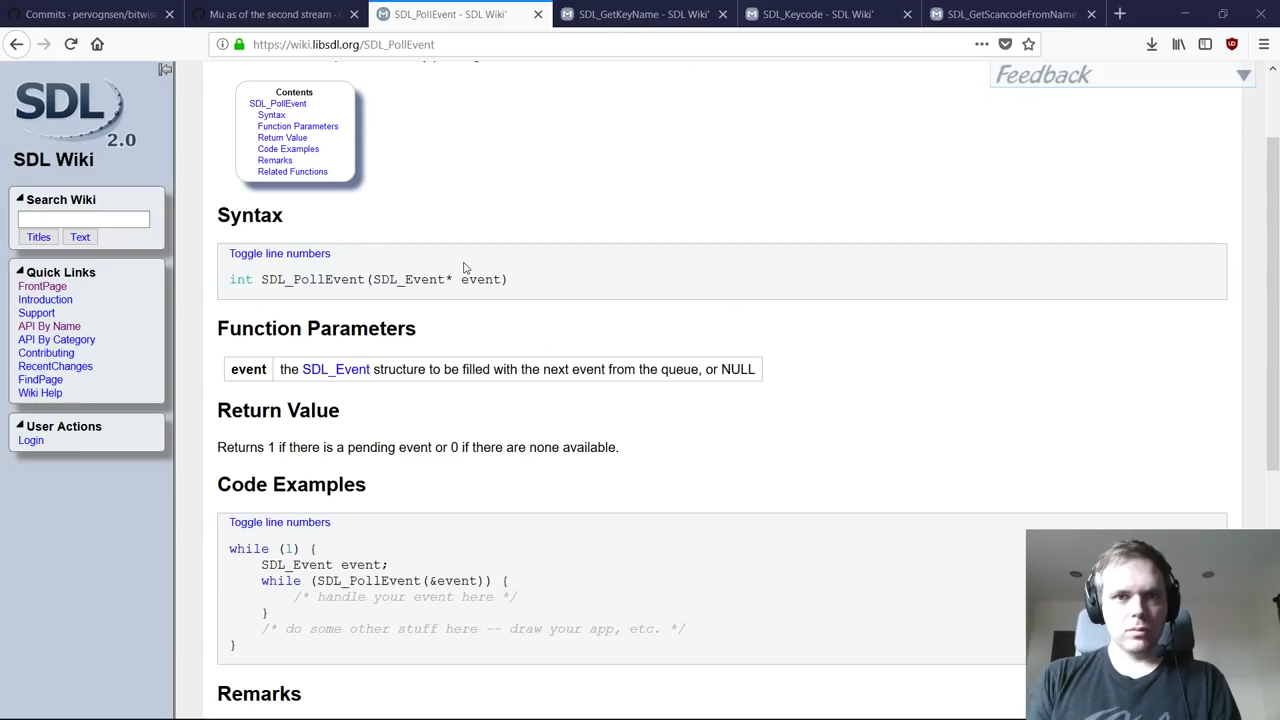 Commits - pervognsen/bitwis
Mu as of the second stream -
SDL_PollEvent - SDL Wiki'
SDL_GetKeyName - SDL Wiki'
SDL_Keycode - SDL Wiki'
SDL_GetScancodeFromName
https://wiki.libsdl.org/SDL_PollEvent
SDL
2.0
SDL Wiki
Search Wiki
Titles
Text
Quick Links
FrontPage
Introduction
Support
API By Name
API By Category
Contributing
RecentChanges
FindPage
Wiki Help
User Actions
Login
Feedback
Contents
SDL_PollEvent
Syntax
Function Parameters
Return Value
Code Examples
Remarks
Related Functions
Syntax
Toggle line numbers
int SDL_PollEvent(SDL_Event* event)
Function Parameters
event the SDL_Event structure to be filled with the next event from the queue, or NULL
Return Value
Returns 1 if there is a pending event or 0 if there are none available.
Code Examples
Toggle line numbers
while (1) {
SDL_Event event;
while (SDL_PollEvent(&event)) {
/* handle your event here */
}
/* do some other stuff here -- draw your app, etc. */
}
Remarks